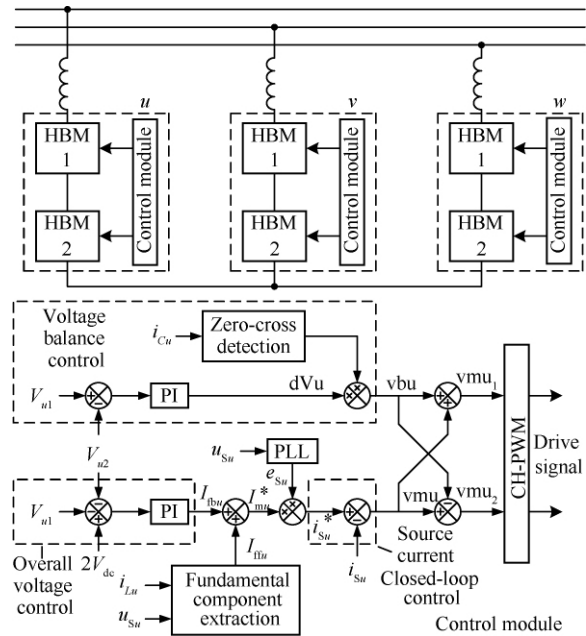 u
v
w
HBM
1
HBM
2
Control module
HBM
1
HBM
2
Control module
HBM
1
HBM
2
Control module
Voltage
balance
control
i_Cu
Zero-cross
detection
V_u1
PI
dVu
vbu
vmu_1
V_u2
u_Su
PLL
e_Su
CH-PWM
Drive
signal
V_u1
PI
I_fbu
I_mu^*
i_Su^*
vmu
vmu_2
2V_dc
I_ffu
i_Su
Overall
voltage
control
i_Lu
u_Su
Fundamental
component
extraction
Source
current
Closed-loop
control
Control module